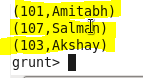 (101,Amitabh)
(107,Salman)
(103,Akshay)
grunt>